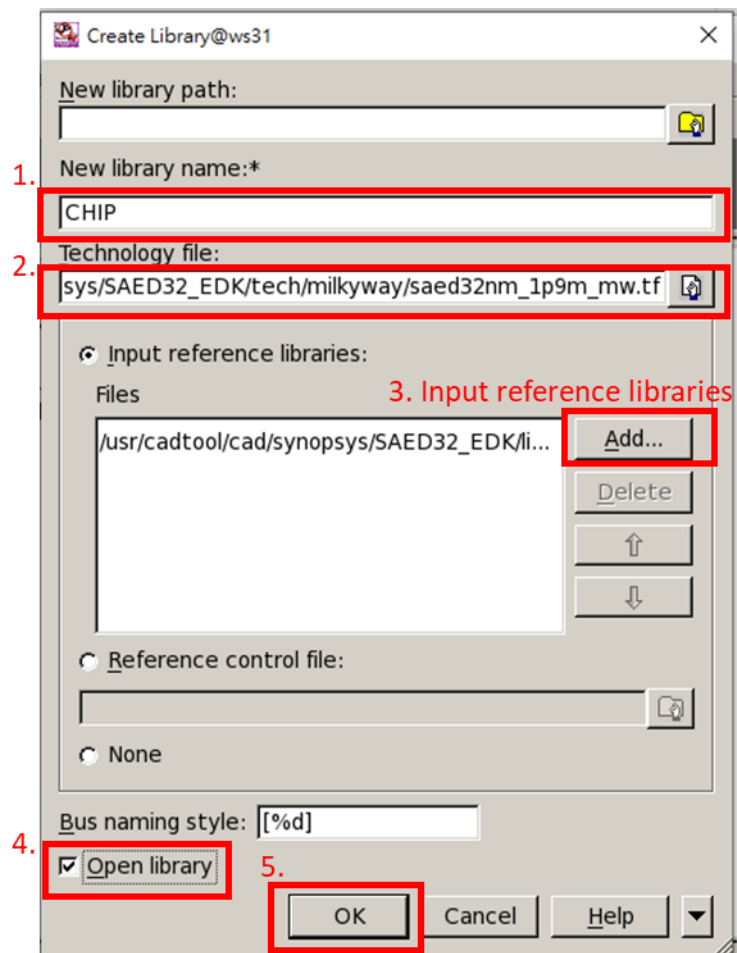 Create Library@ws31
New library path:
1. New library name:*
CHIP
2. Technology file:
sys/SAED32_EDK/tech/milkyway/saed32nm_1p9m_mw.tf
Input reference libraries:
Files
3. Input reference libraries
/usr/cadtool/cad/synopsys/SAED32_EDK/li...
Add...
Delete
Reference control file:
None
Bus naming style: [%d]
4. Open library
5.
OK Cancel Help